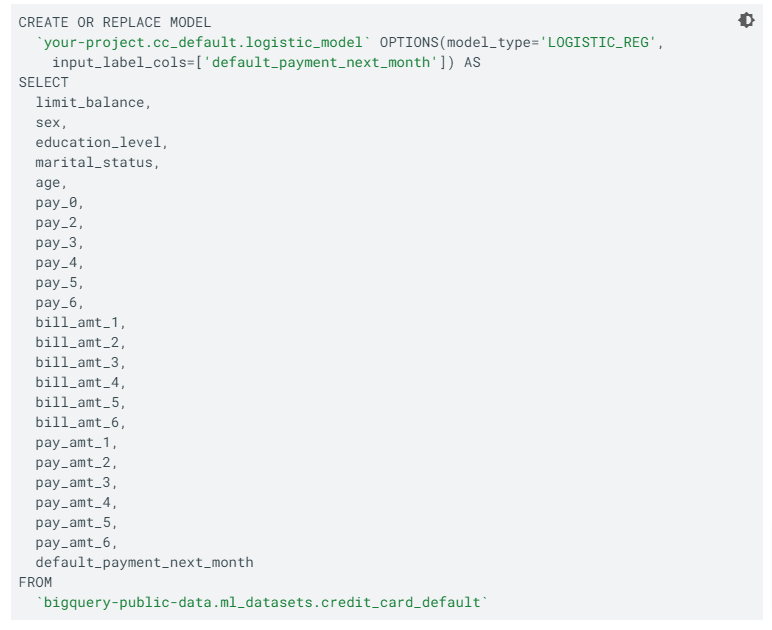 CREATE OR REPLACE MODEL
  `your-project.cc_default.logistic_model` OPTIONS(model_type='LOGISTIC_REG',
    input_label_cols=['default_payment_next_month']) AS
SELECT
  limit_balance,
  sex,
  education_level,
  marital_status,
  age,
  pay_0,
  pay_2,
  pay_3,
  pay_4,
  pay_5,
  pay_6,
  bill_amt_1,
  bill_amt_2,
  bill_amt_3,
  bill_amt_4,
  bill_amt_5,
  bill_amt_6,
  pay_amt_1,
  pay_amt_2,
  pay_amt_3,
  pay_amt_4,
  pay_amt_5,
  pay_amt_6,
  default_payment_next_month
FROM
  `bigquery-public-data.ml_datasets.credit_card_default`